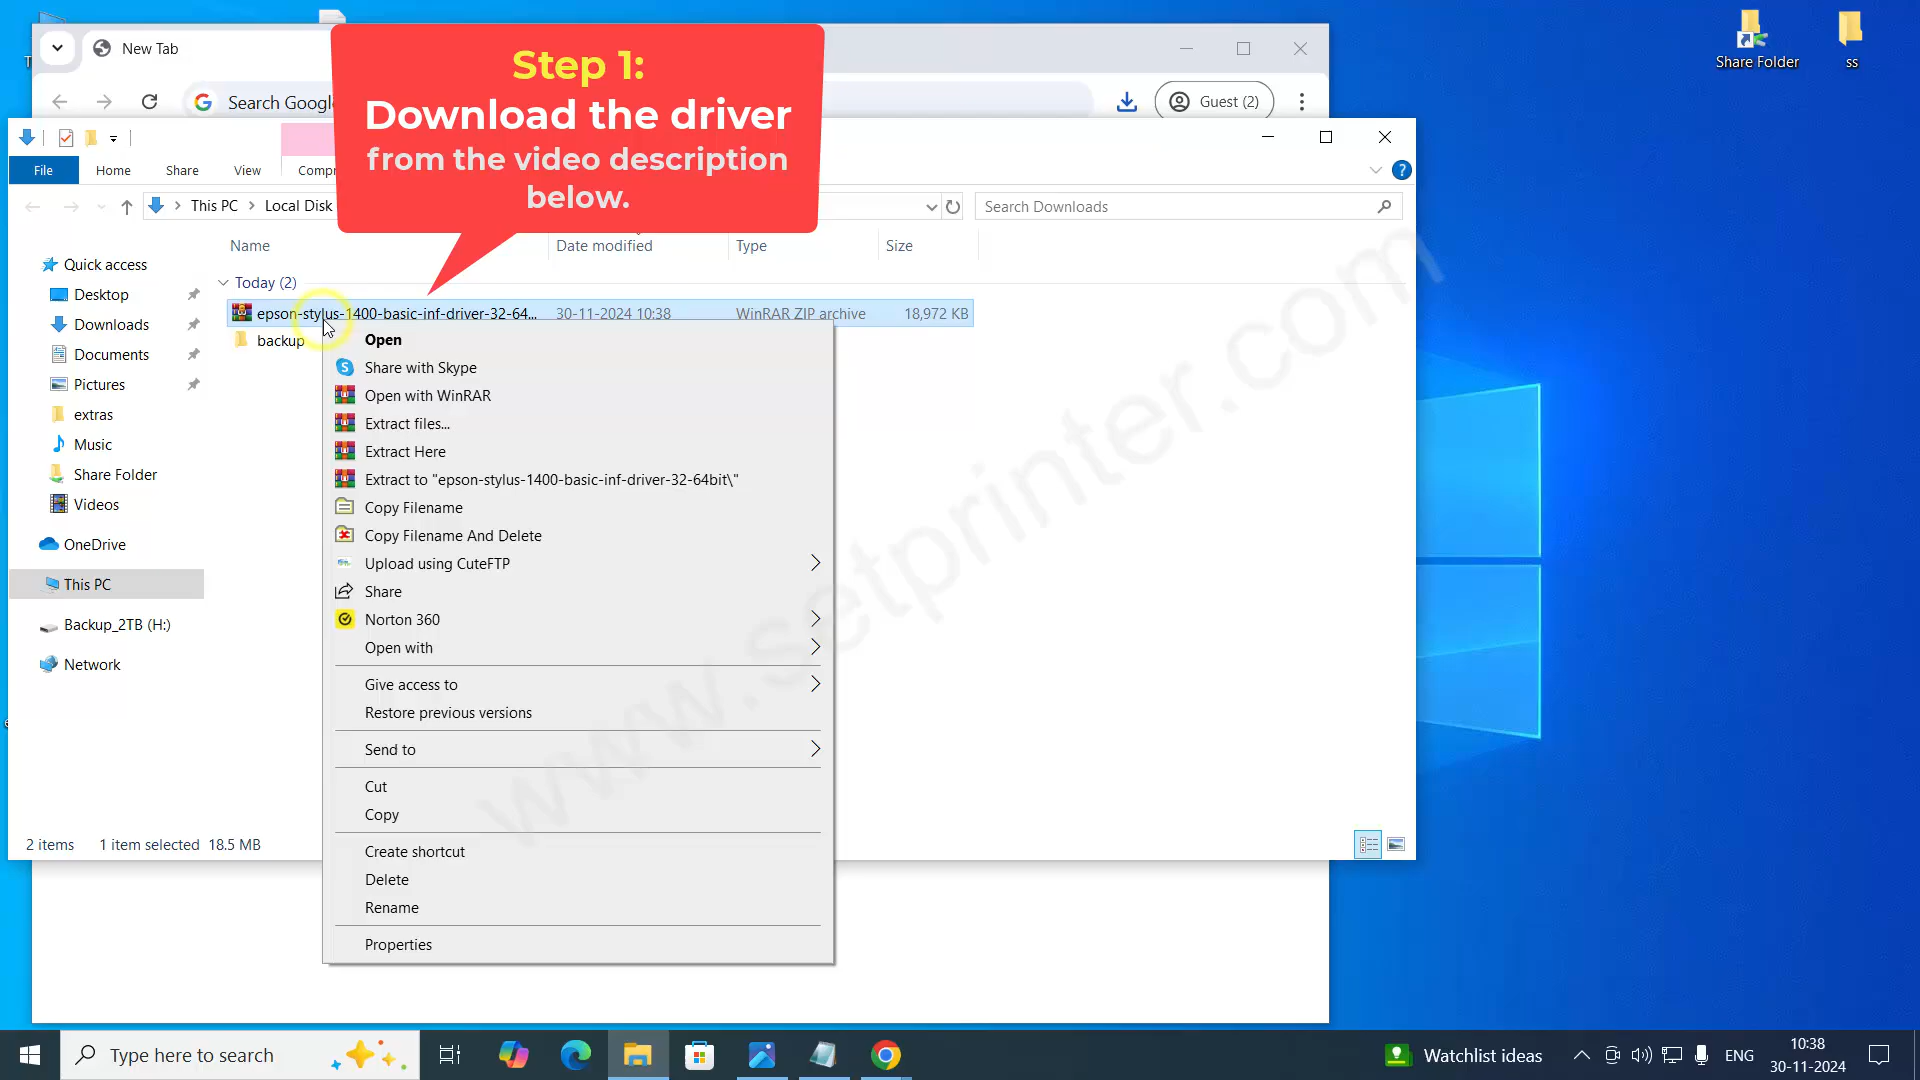 New Tab
Search Google
Guest (2)
Share Folder
ss
Step 1:
Download the driver
from the video description
below.
File
Home
Share
View
This PC
Local Disk
Search Downloads
Name
Date modified
Type
Size
Quick access
Desktop
Downloads
Documents
Pictures
extras
Music
Share Folder
Videos
OneDrive
This PC
Backup_2TB (H:)
Network
Today (2)
epson-stylus-1400-basic-inf-driver-32-64... 30-11-2024 10:38 WinRAR ZIP archive 18,972 KB
backup
Open
Share with Skype
Open with WinRAR
Extract files...
Extract Here
Extract to "epson-stylus-1400-basic-inf-driver-32-64bit\"
Copy Filename
Copy Filename And Delete
Upload using CuteFTP
Share
Norton 360
Open with
Give access to
Restore previous versions
Send to
Cut
Copy
Create shortcut
Delete
Rename
Properties
www.setprinter.com
2 items 1 item selected 18.5 MB
Type here to search
Watchlist ideas
ENG
10:38
30-11-2024